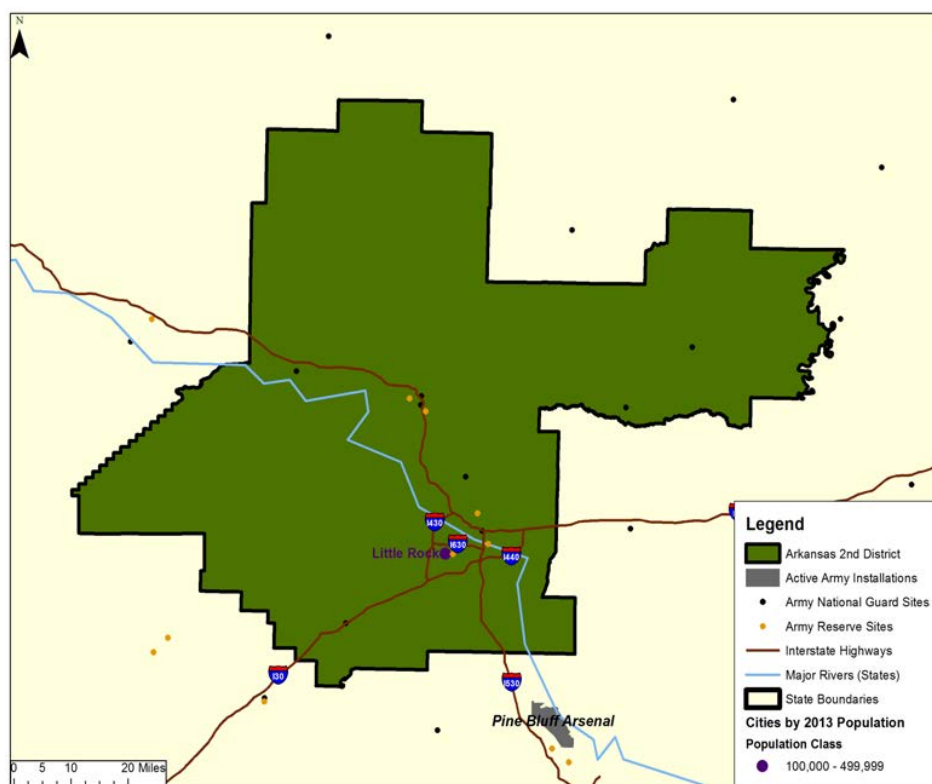 N
I430
Little Rock
I630
I440
I30
I530
Pine Bluff Arsenal
0 5 10 20 Miles
Legend
Arkansas 2nd District
Active Army Installations
Army National Guard Sites
Army Reserve Sites
Interstate Highways
Major Rivers (States)
State Boundaries
Cities by 2013 Population
Population Class
100,000 - 499,999